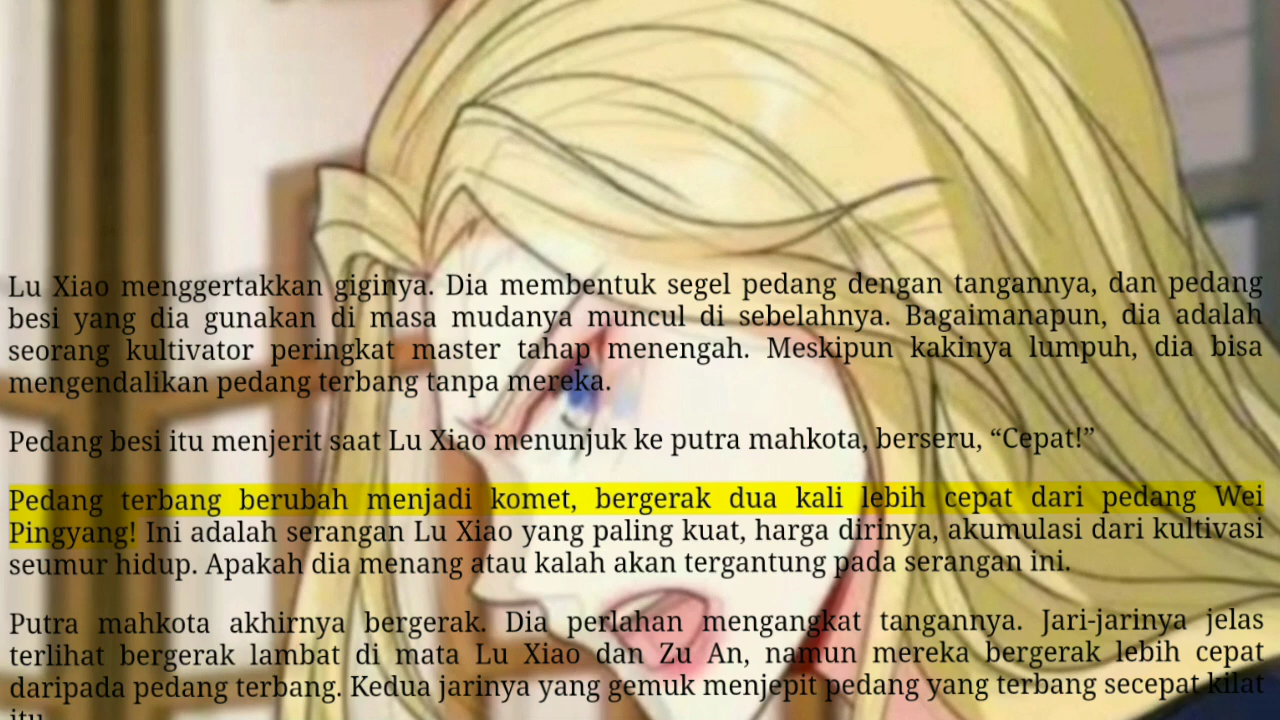 Lu Xiao menggertakkan giginya. Dia membentuk segel pedang dengan tangannya, dan pedang
besi yang dia gunakan di masa mudanya muncul di sebelahnya. Bagaimanapun, dia adalah
seorang kultivator peringkat master tahap menengah. Meskipun kakinya lumpuh, dia bisa
mengendalikan pedang terbang tanpa mereka.
Pedang besi itu menjerit saat Lu Xiao menunjuk ke putra mahkota, berseru, “Cepat!”
Pedang terbang berubah menjadi komet, bergerak dua kali lebih cepat dari pedang Wei
Pingyang! Ini adalah serangan Lu Xiao yang paling kuat, harga dirinya, akumulasi dari kultivasi
seumur hidup. Apakah dia menang atau kalah akan tergantung pada serangan ini.
Putra mahkota akhirnya bergerak. Dia perlahan mengangkat tangannya. Jari-jarinya jelas
terlihat bergerak lambat di mata Lu Xiao dan Zu An, namun mereka bergerak lebih cepat
daripada pedang terbang. Kedua jarinya yang gemuk menjepit pedang yang terbang secepat kilat
itu.